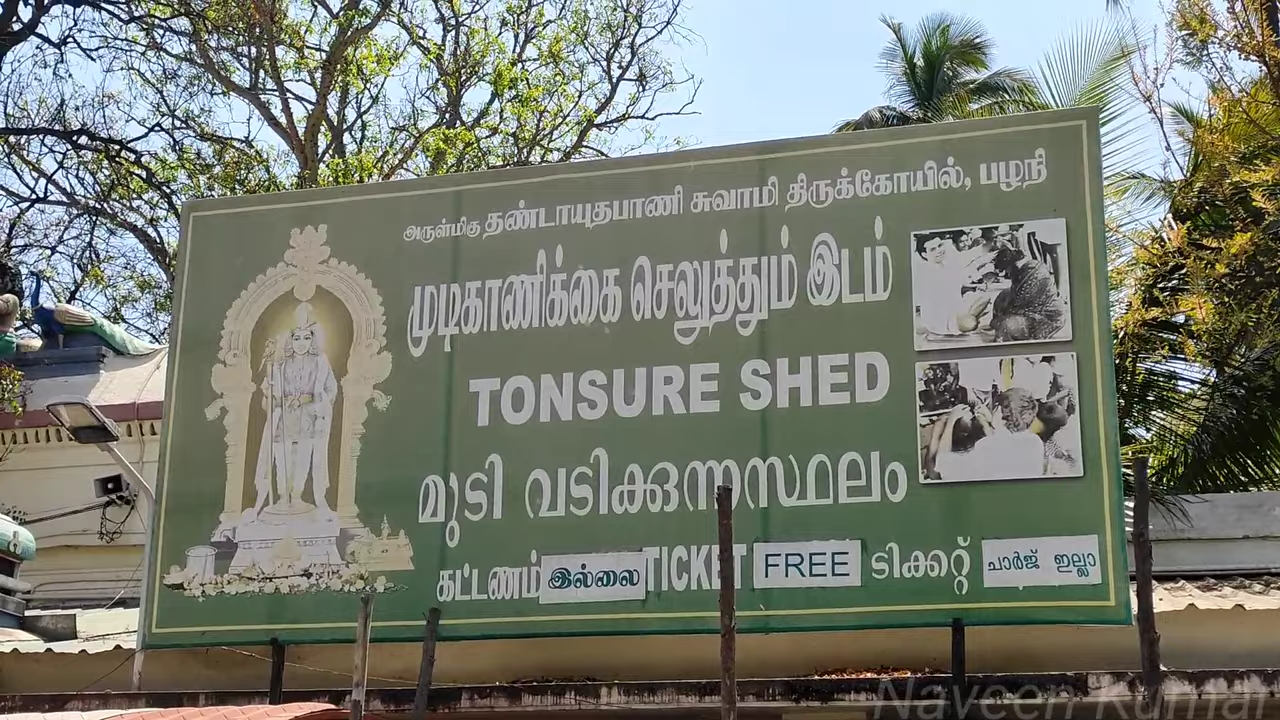 அருள்மிகு தண்டாயுதபாணி சுவாமி திருக்கோயில், பழநி
முடிகாணிக்கை செலுத்தும் இடம்
TONSURE SHED
മുടി വടിക്കുന്നസ്ഥലം
கட்டணம் இல்லை TICKET FREE ടിക്കറ്റ് ചാർജ് ഇല്ലാ
Naveen Kumar